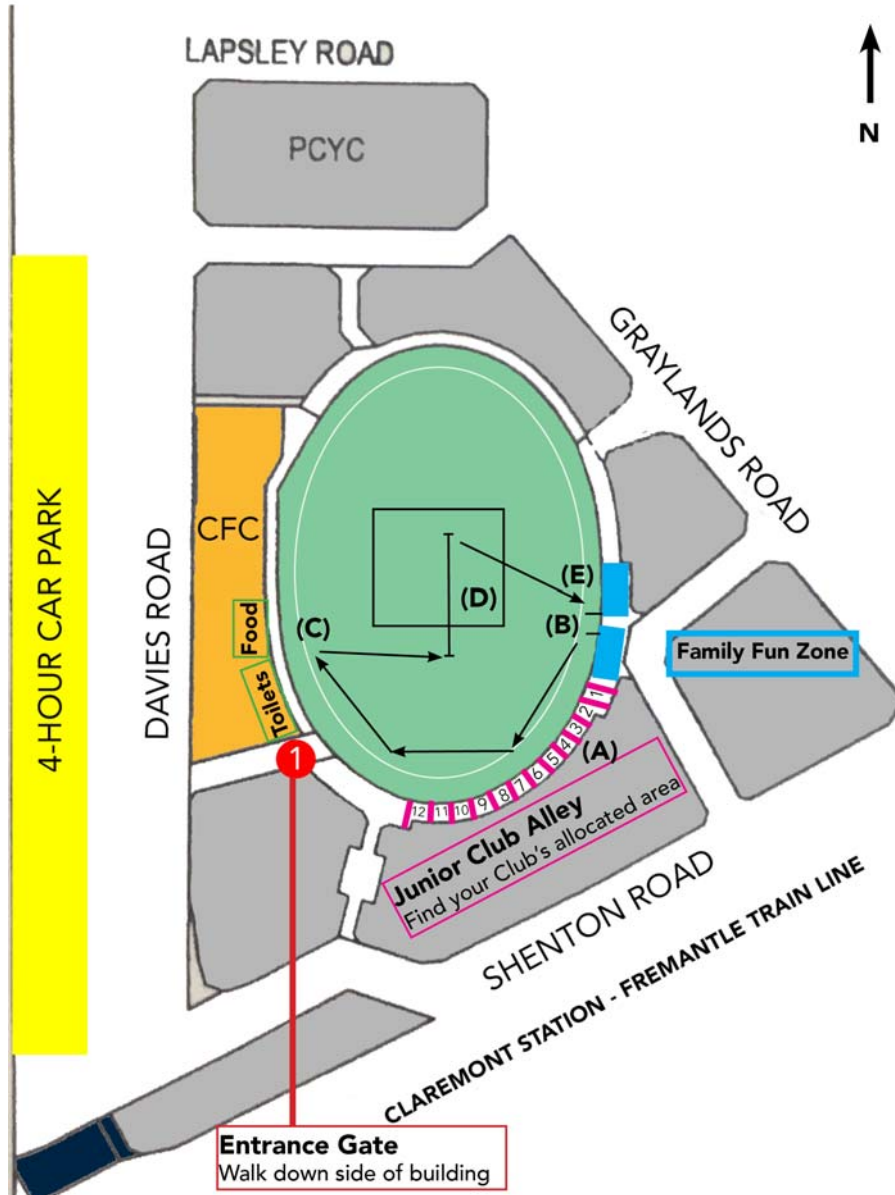 LAPSLEY ROAD
N
PCYC
GRAYLANDS ROAD
4-HOUR CAR PARK
DAVIES ROAD
CFC
Food
Toilets
(C)
(D)
(E)
(B)
Family Fun Zone
1
2
3
4
5
6
7
8
9
10
11
12
(A)
1
Junior Club Alley
Find your Club's allocated area
SHENTON ROAD
CLAREMONT STATION - FREMANTLE TRAIN LINE
Entrance Gate
Walk down side of building